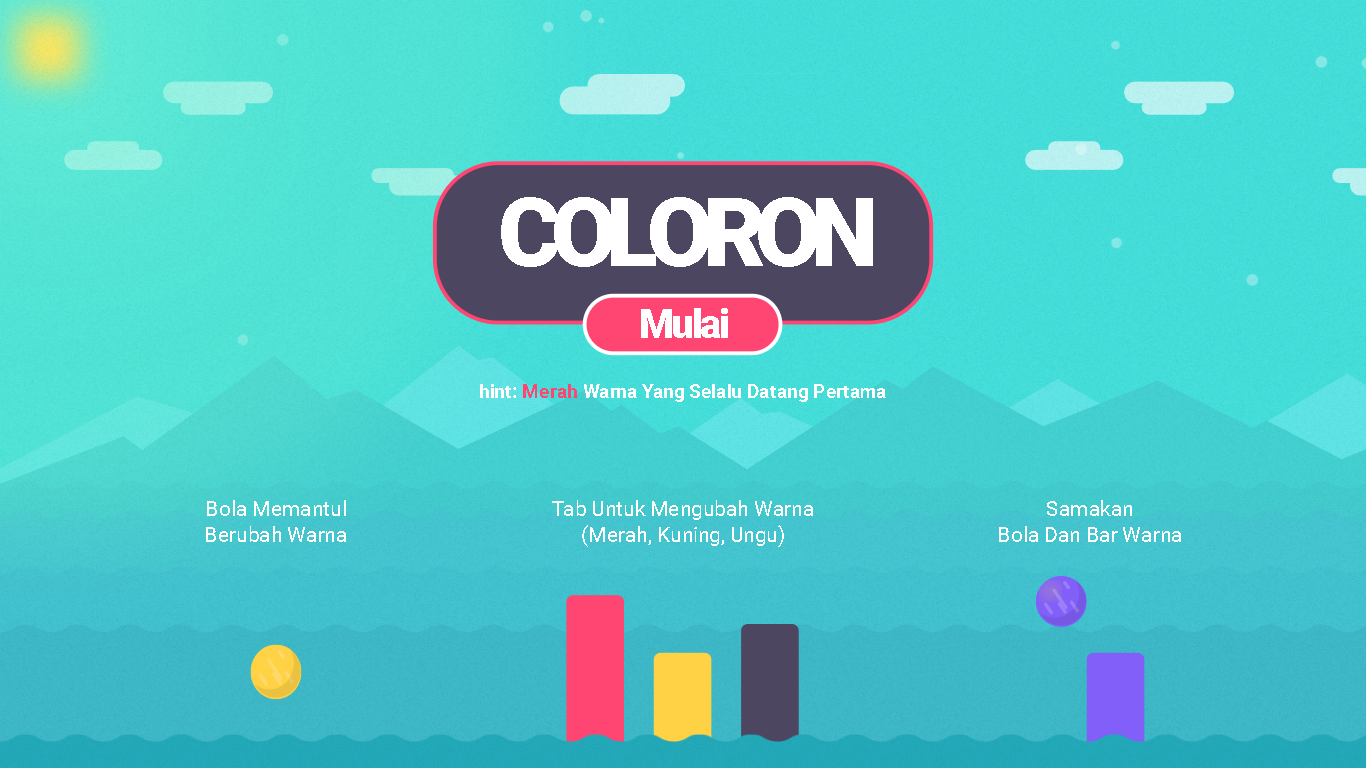 COLORON
Mulai
hint: Merah Warna Yang Selalu Datang Pertama
Bola Memantul
Berubah Warna
Tab Untuk Mengubah Warna
(Merah, Kuning, Ungu)
Samakan
Bola Dan Bar Warna